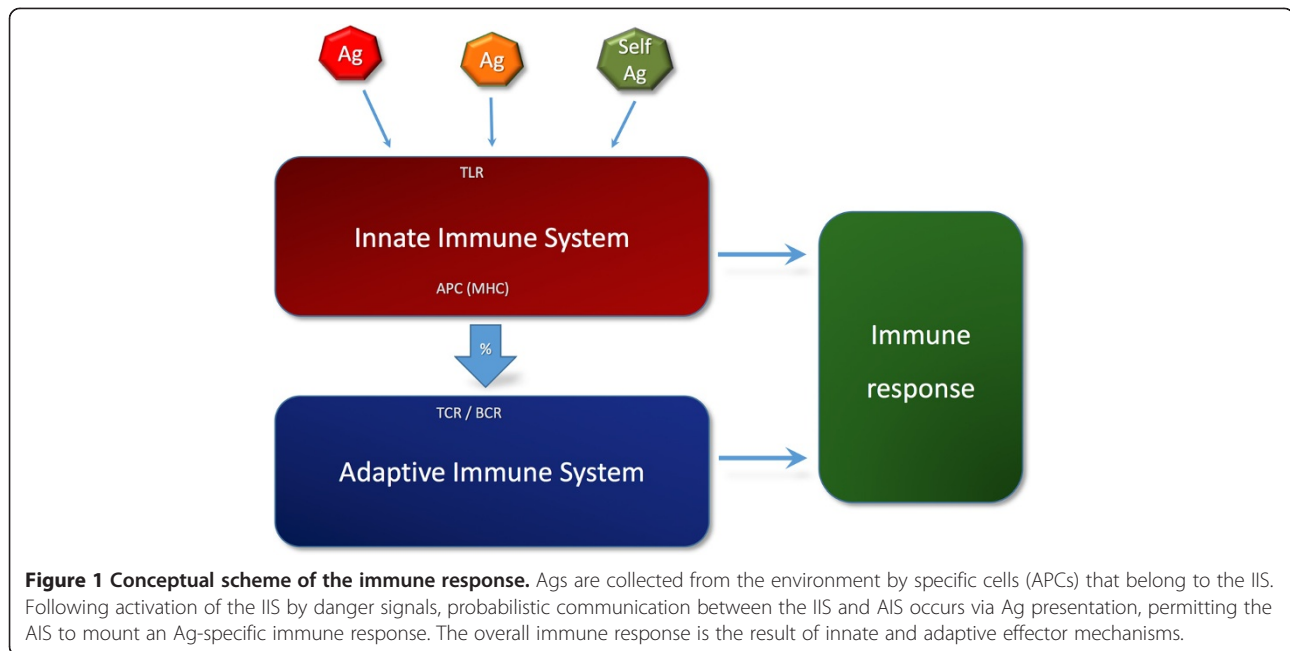 Ag
Ag
Self
Ag
TLR
Innate Immune System
APC (MHC)
%
TCR / BCR
Adaptive Immune System
Immune
response
Figure 1 Conceptual scheme of the immune response. Ags are collected from the environment by specific cells (APCs) that belong to the IIS.
Following activation of the IIS by danger signals, probabilistic communication between the IIS and AIS occurs via Ag presentation, permitting the
AIS to mount an Ag-specific immune response. The overall immune response is the result of innate and adaptive effector mechanisms.